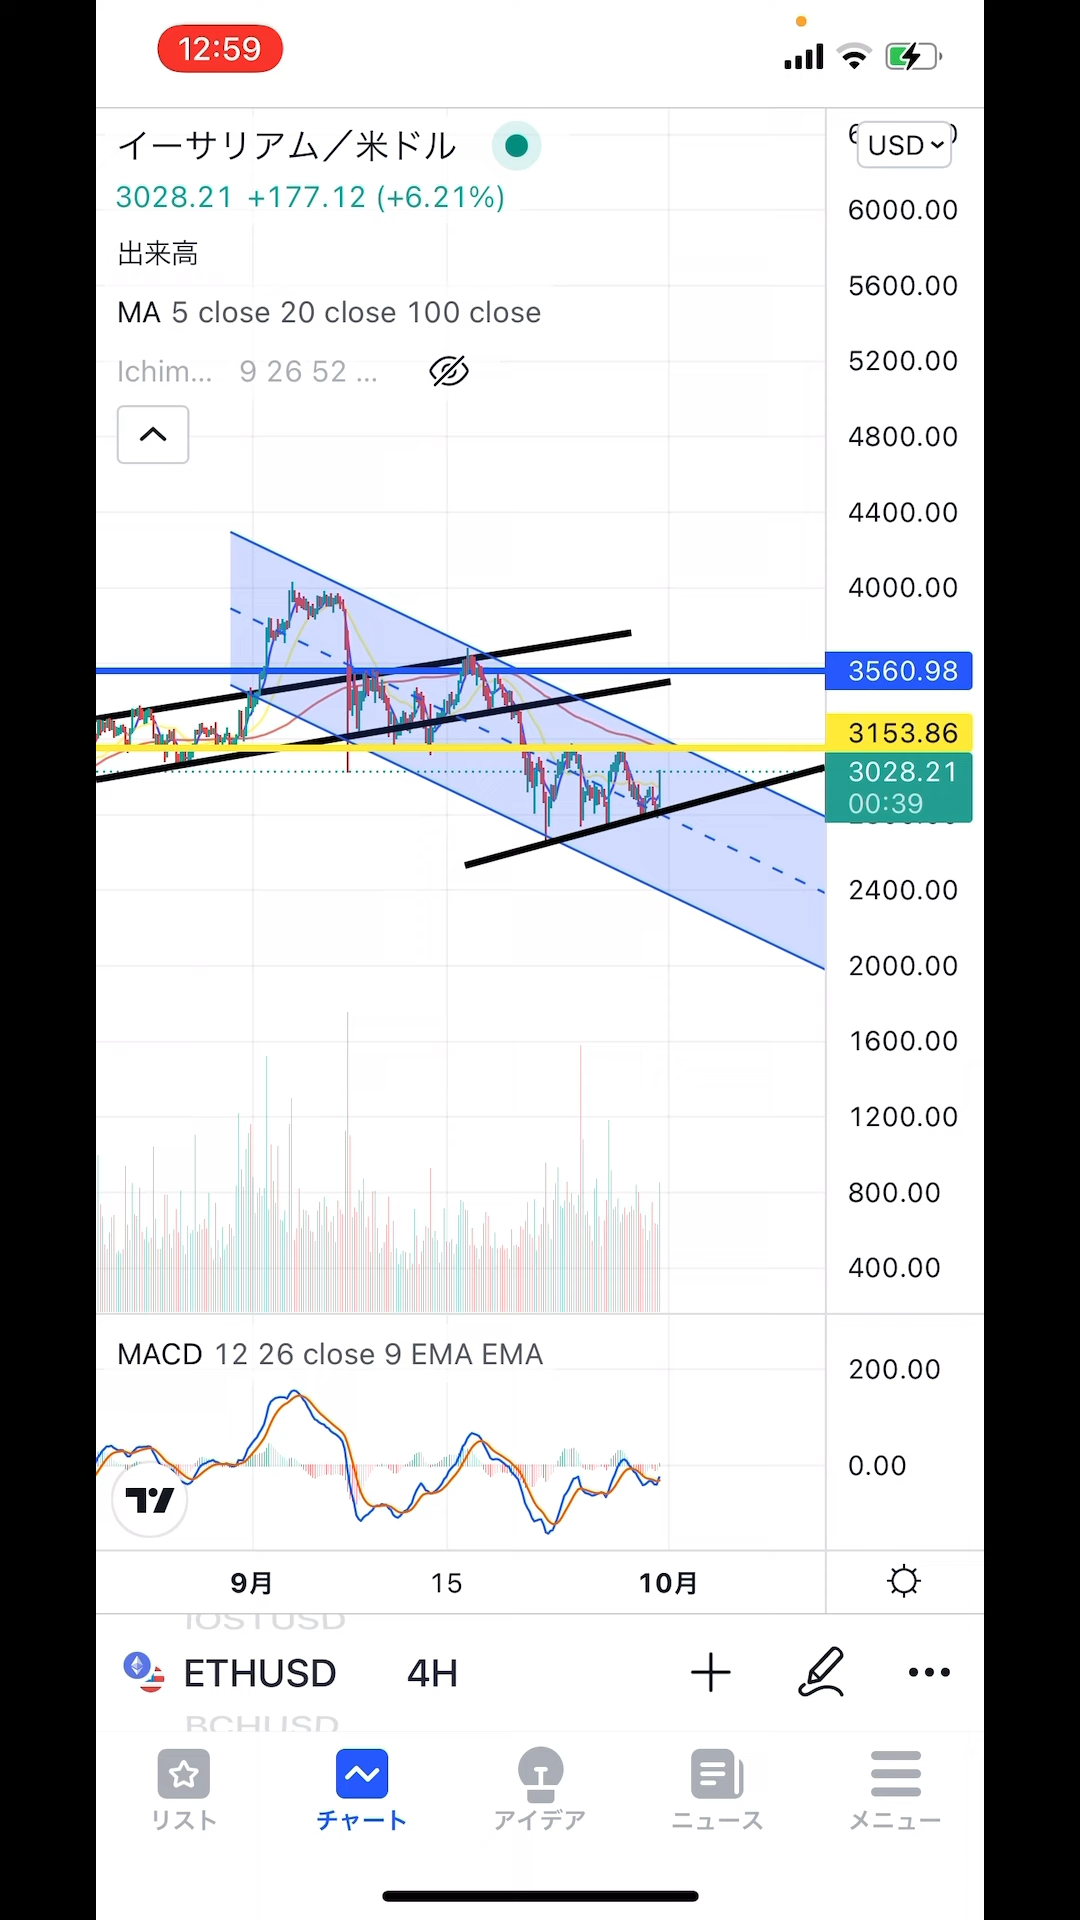 12:59
イーサリアム／米ドル
USD
3028.21 +177.12 (+6.21%)
6000.00
出来高
5600.00
MA 5 close 20 close 100 close
5200.00
Ichim... 9 26 52 ...
4800.00
4400.00
4000.00
3560.98
3153.86
3028.21
00:39
2400.00
2000.00
1600.00
1200.00
800.00
400.00
MACD 12 26 close 9 EMA EMA
200.00
0.00
9月 15 10月
IOSTUSD
ETHUSD 4H
BCHUSD
リスト チャート アイデア ニュース メニュー